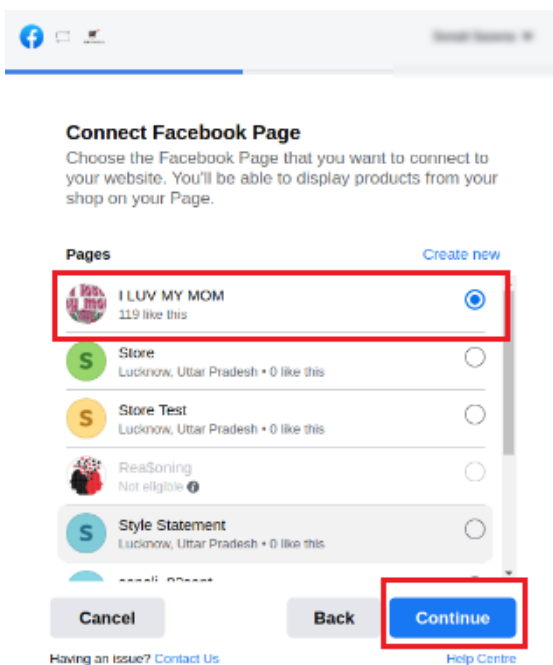 Connect Facebook Page
Choose the Facebook Page that you want to connect to
your website. You'll be able to display products from your
shop on your Page.
Pages
Create new
I LUV MY MOM
119 like this
S
Store
Lucknow, Uttar Pradesh • 0 like this
S
Store Test
Lucknow, Uttar Pradesh • 0 like this
Rea$oning
Not eligible
S
Style Statement
Lucknow, Uttar Pradesh • 0 like this
Cancel
Back
Continue
Having an issue? Contact Us
Help Centre